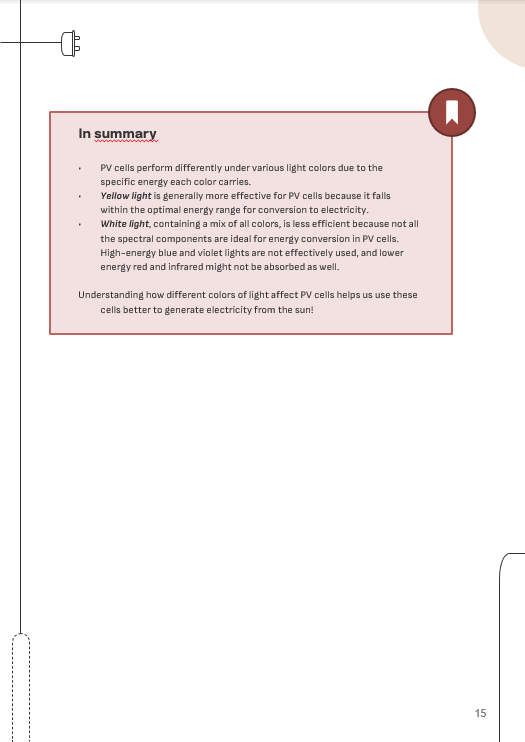 In summary
• PV cells perform differently under various light colors due to the
specific energy each color carries.
• Yellow light is generally more effective for PV cells because it falls
within the optimal energy range for conversion to electricity.
• White light, containing a mix of all colors, is less efficient because not all
the spectral components are ideal for energy conversion in PV cells.
High-energy blue and violet lights are not effectively used, and lower
energy red and infrared might not be absorbed as well.
Understanding how different colors of light affect PV cells helps us use these
cells better to generate electricity from the sun!
15